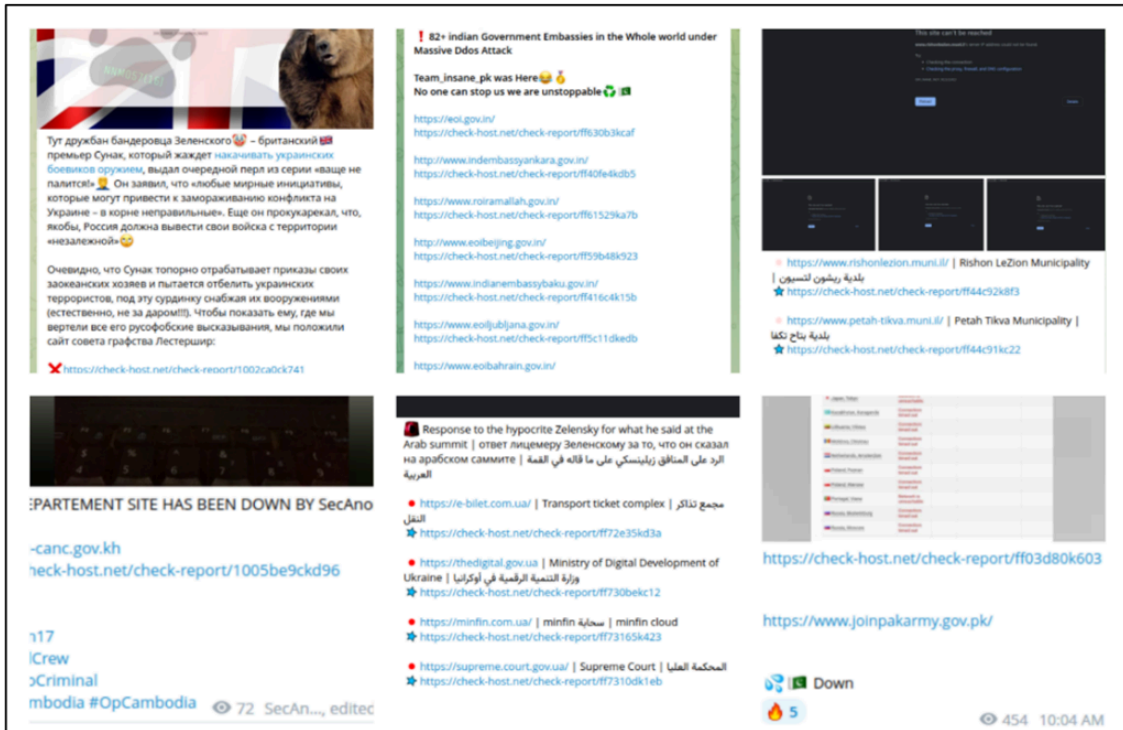 Тут дружбан бандеровца Зеленского🤡 – британский 🇬🇧
премьер Сунак, который жаждет накачивать украинских
боевиков оружием, выдал очередной перл из серии «ваще не
палится!»🤦 Он заявил, что «любые мирные инициативы,
которые могут привести к замораживанию конфликта на
Украине – в корне неправильные». Еще он прокукарекал, что,
якобы, Россия должна вывести свои войска с территории
«незалежной»😁
Очевидно, что Сунак топорно отрабатывает приказы своих
заокеанских хозяев и пытается отбелить украинских
террористов, под эту сурдинку снабжая их вооружениями
(естественно, не за даром!!!). Чтобы показать ему, где мы
вертели все его русофобские высказывания, мы положили
сайт совета графства Лестершир:
❌https://check-host.net/check-report/1002ca0ck741
❗ 82+ indian Government Embassies in the Whole world under
Massive Ddos Attack
Team_insane_pk was Here😂🥇
No one can stop us we are unstoppable♻️🇵🇰
https://eoi.gov.in/
https://check-host.net/check-report/ff630b3kcaf
http://www.indembassyankara.gov.in/
https://check-host.net/check-report/ff40fe4kdb5
https://www.roiramallah.gov.in/
https://check-host.net/check-report/ff61529ka7b
http://www.eoibeijing.gov.in/
https://check-host.net/check-report/ff59b48k923
https://www.indianembassybaku.gov.in/
https://check-host.net/check-report/ff416c4k15b
https://www.eoiljubljana.gov.in/
https://check-host.net/check-report/ff5c11dkedb
https://www.eoibahrain.gov.in/
This site can't be reached
https://www.rishonlezion.muni.il/ | Rishon LeZion Municipality
| بلدية ريشون لتسيون
https://check-host.net/check-report/ff44c92k8f3
https://www.petah-tikva.muni.il/ | Petah Tikva Municipality |
بلدية بتاح تكفا
https://check-host.net/check-report/ff44c91kc22
EPARTEMENT SITE HAS BEEN DOWN BY SecAno
-canc.gov.kh
heck-host.net/check-report/1005be9ckd96
n17
lCrew
oCriminal
mbodia #OpCambodia 72 SecAn..., edited
Response to the hypocrite Zelensky for what he said at the
Arab summit | ответ лицемеру Зеленскому за то, что он сказал
на арабском саммите | الرد على المنافق زيلينسكي على ما قاله في القمة
العربية
https://e-bilet.com.ua/ | Transport ticket complex | مجمع تذاكر
النقل
https://check-host.net/check-report/ff72e35kd3a
https://thedigital.gov.ua | Ministry of Digital Development of
Ukraine | وزارة التنمية الرقمية في أوكرانيا
https://check-host.net/check-report/ff730bekc12
https://minfin.com.ua/ | minfin سحابة | minfin cloud
https://check-host.net/check-report/ff73165k423
https://supreme.court.gov.ua/ | Supreme Court | المحكمة العليا
https://check-host.net/check-report/ff7310dk1eb
https://check-host.net/check-report/ff03d80k603
https://www.joinpakarmy.gov.pk/
💦 🇵🇰 Down
🔥 5
454 10:04 AM